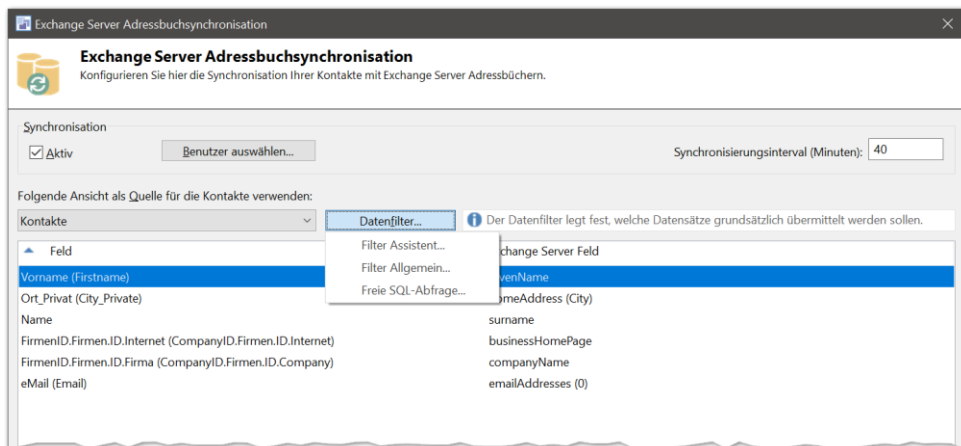 Exchange Server Adressbuchsynchronisation
Exchange Server Adressbuchsynchronisation
Konfigurieren Sie hier die Synchronisation Ihrer Kontakte mit Exchange Server Adressbüchern.
Synchronisation
Aktiv Benutzer auswählen... Synchronisierungsinterval (Minuten): 40
Folgende Ansicht als Quelle für die Kontakte verwenden:
Kontakte Datenfilter... Der Datenfilter legt fest, welche Datensätze grundsätzlich übermittelt werden sollen.
Feld Filter Assistent... change Server Feld
Vorname (Firstname) Filter Allgemein... venName
Ort_Privat (City_Private) Freie SQL-Abfrage... omeAddress (City)
Name surname
FirmenID.Firmen.ID.Internet (CompanyID.Firmen.ID.Internet) businessHomePage
FirmenID.Firmen.ID.Firma (CompanyID.Firmen.ID.Company) companyName
eMail (Email) emailAddresses (0)